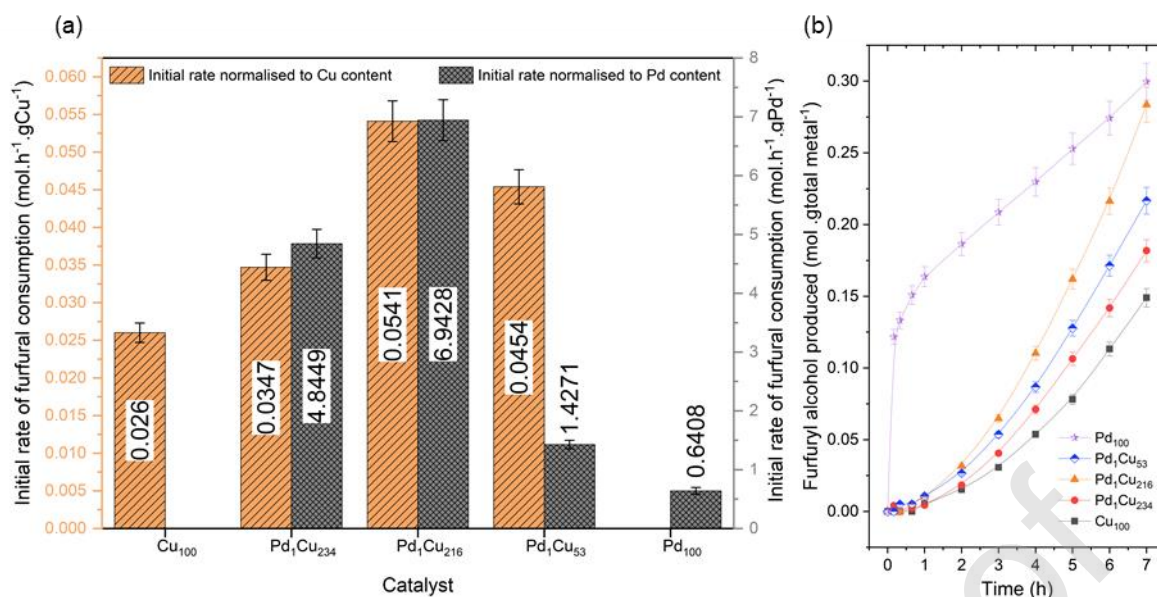 (a)
Initial rate of furfural consumption (mol.h⁻¹.gCu⁻¹)
0.060
0.055
0.050
0.045
0.040
0.035
0.030
0.025
0.020
0.015
0.010
0.005
0.000
Initial rate normalised to Cu content
Initial rate normalised to Pd content
0.026
0.0347
4.8449
0.0541
6.9428
0.0454
1.4271
0.6408
8
7
6
5
4
3
2
1
0
Initial rate of furfural consumption (mol.h⁻¹.gPd⁻¹)
Cu₁₀₀
Pd₁Cu₂₃₄
Pd₁Cu₂₁₆
Pd₁Cu₅₃
Pd₁₀₀
Catalyst
(b)
Furfuryl alcohol produced (mol .gtotal metal⁻¹)
0.30
0.25
0.20
0.15
0.10
0.05
0.00
Pd₁₀₀
Pd₁Cu₅₃
Pd₁Cu₂₁₆
Pd₁Cu₂₃₄
Cu₁₀₀
0 1 2 3 4 5 6 7
Time (h)